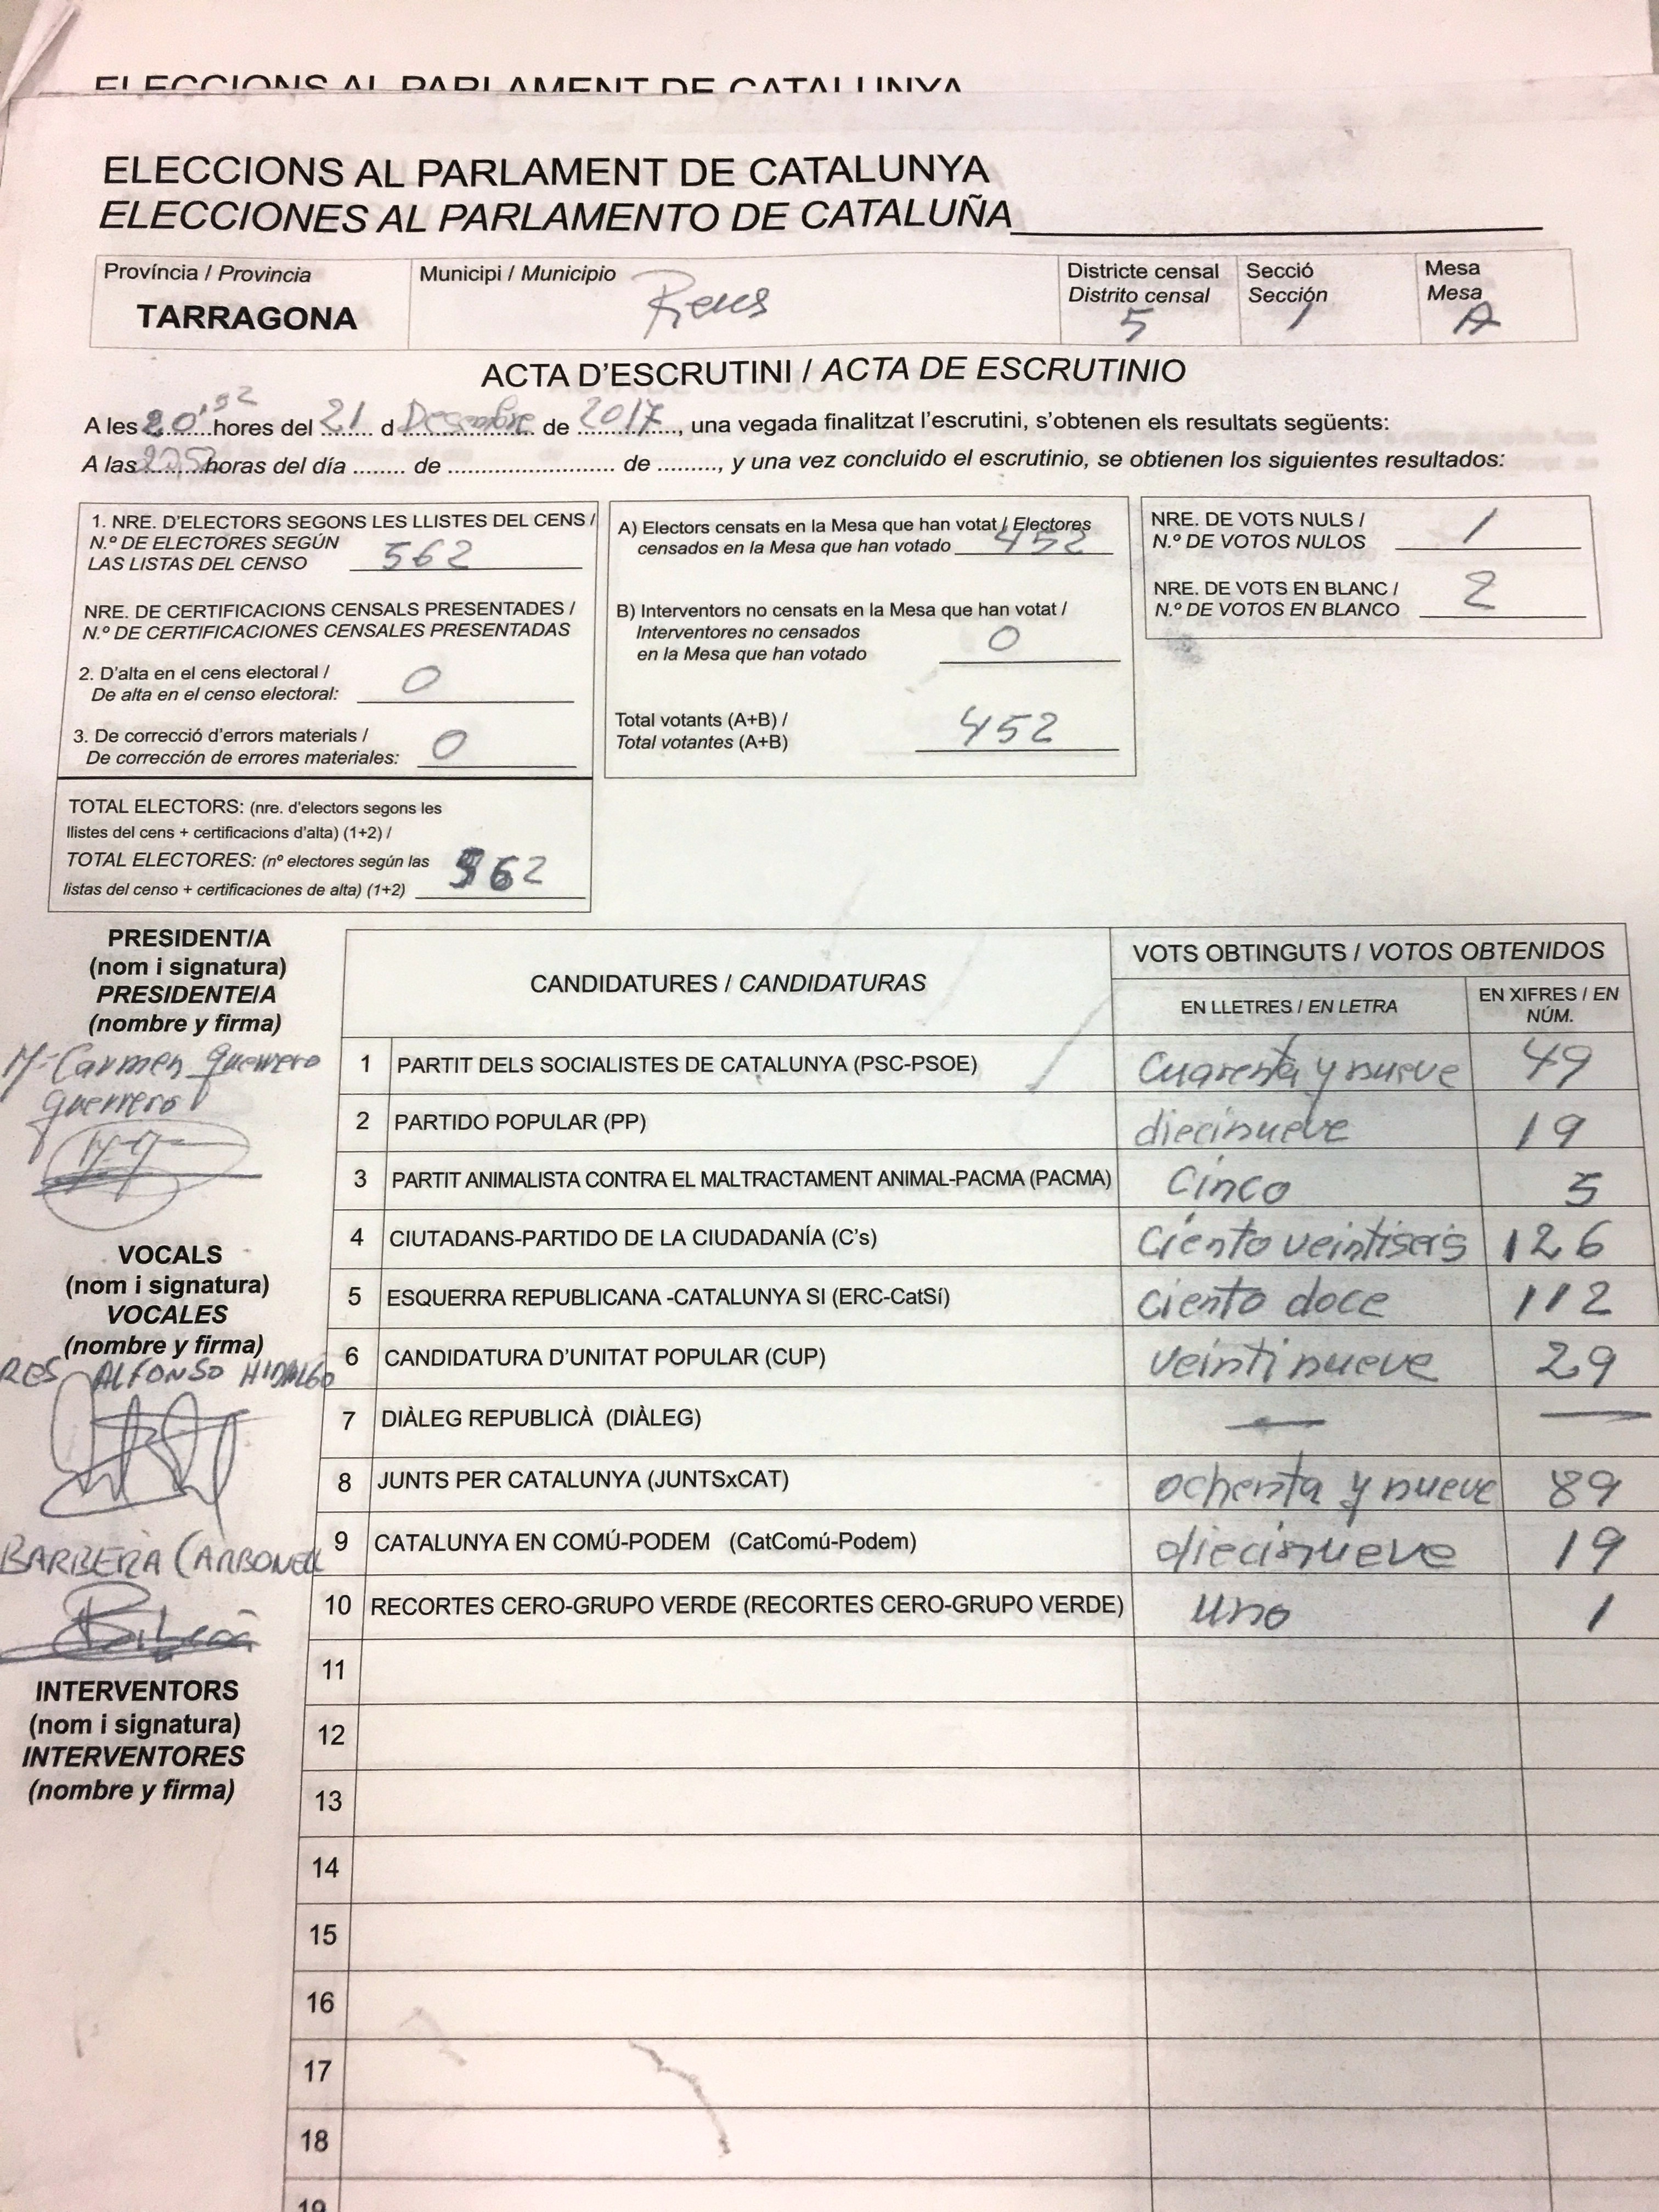 ELECCIONS AL PARLAMENT DE CATALUNYA
ELECCIONS AL PARLAMENT DE CATALUNYA
ELECCIONES AL PARLAMENTO DE CATALUÑA
Província / Provincia
TARRAGONA
Municipi / Municipio
Reus
Districte censal
Distrito censal
5
Secció
Sección
1
Mesa
Mesa
A
ACTA D'ESCRUTINI / ACTA DE ESCRUTINIO
A les 20'52 hores del 21 d Desembre de 2017, una vegada finalitzat l'escrutini, s'obtenen els resultats següents:
A las horas del día ........ de ........................ de ........., y una vez concluido el escrutinio, se obtienen los siguientes resultados:
1. NRE. D'ELECTORS SEGONS LES LLISTES DEL CENS /
N.º DE ELECTORES SEGÚN
LAS LISTAS DEL CENSO 562
NRE. DE CERTIFICACIONS CENSALS PRESENTADES /
N.º DE CERTIFICACIONES CENSALES PRESENTADAS
2. D'alta en el cens electoral /
De alta en el censo electoral: 0
3. De correcció d'errors materials /
De corrección de errores materiales: 0
TOTAL ELECTORS: (nre. d'electors segons les
llistes del cens + certificacions d'alta) (1+2) /
TOTAL ELECTORES: (nº electores según las
listas del censo + certificaciones de alta) (1+2) 562
A) Electors censats en la Mesa que han votat / Electores
censados en la Mesa que han votado 452
B) Interventors no censats en la Mesa que han votat /
Interventores no censados
en la Mesa que han votado 0
Total votants (A+B) /
Total votantes (A+B) 452
NRE. DE VOTS NULS /
N.º DE VOTOS NULOS 1
NRE. DE VOTS EN BLANC /
N.º DE VOTOS EN BLANCO 2
PRESIDENT/A
(nom i signatura)
PRESIDENTE/A
(nombre y firma)
Mª Carmen guerrero
guerrero
VOCALS
(nom i signatura)
VOCALES
(nombre y firma)
RES ALFONSO HIDALGO
BARBERÀ CARBONELL
Barberà
INTERVENTORS
(nom i signatura)
INTERVENTORES
(nombre y firma)
CANDIDATURES / CANDIDATURAS
VOTS OBTINGUTS / VOTOS OBTENIDOS
EN LLETRES / EN LETRA
EN XIFRES / EN
NÚM.
1 PARTIT DELS SOCIALISTES DE CATALUNYA (PSC-PSOE) Cuarenta y nueve 49
2 PARTIDO POPULAR (PP) diecinueve 19
3 PARTIT ANIMALISTA CONTRA EL MALTRACTAMENT ANIMAL-PACMA (PACMA) Cinco 5
4 CIUTADANS-PARTIDO DE LA CIUDADANÍA (C's) Ciento veintiseis 126
5 ESQUERRA REPUBLICANA -CATALUNYA SI (ERC-CatSí) ciento doce 112
6 CANDIDATURA D'UNITAT POPULAR (CUP) veintinueve 29
7 DIÀLEG REPUBLICÀ (DIÀLEG) — —
8 JUNTS PER CATALUNYA (JUNTSxCAT) ochenta y nueve 89
9 CATALUNYA EN COMÚ-PODEM (CatComú-Podem) diecinueve 19
10 RECORTES CERO-GRUPO VERDE (RECORTES CERO-GRUPO VERDE) uno 1
11
12
13
14
15
16
17
18
19